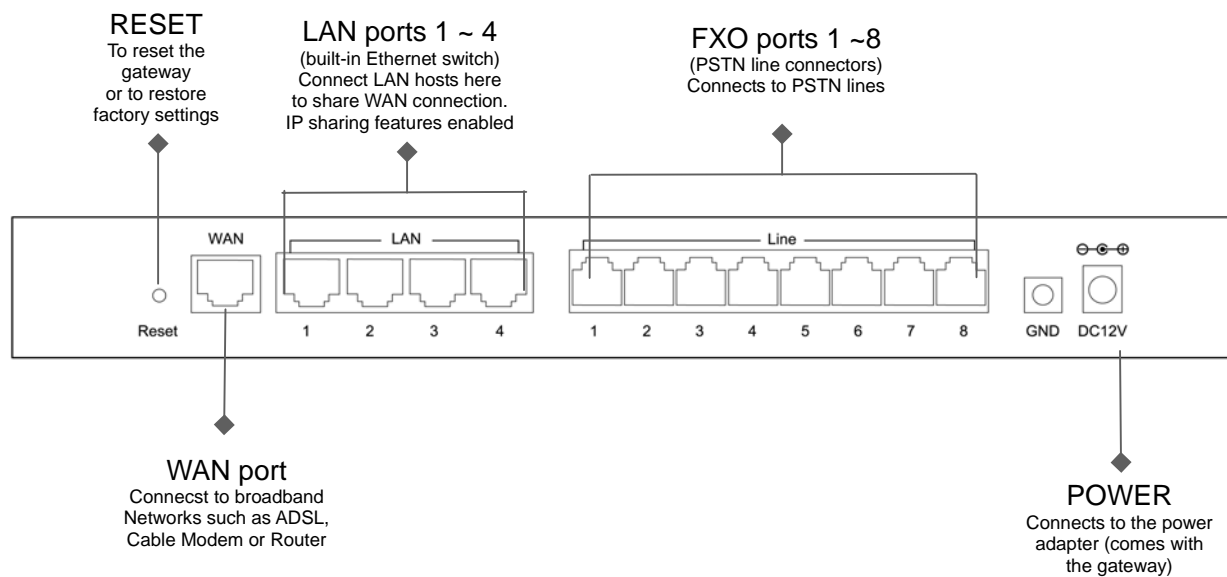 RESET
To reset the
gateway
or to restore
factory settings
LAN ports 1 ~ 4
(built-in Ethernet switch)
Connect LAN hosts here
to share WAN connection.
IP sharing features enabled
FXO ports 1 ~8
(PSTN line connectors)
Connects to PSTN lines
WAN
LAN
Line
Reset
1 2 3 4
1 2 3 4 5 6 7 8
GND
DC12V
WAN port
Connecst to broadband
Networks such as ADSL,
Cable Modem or Router
POWER
Connects to the power
adapter (comes with
the gateway)